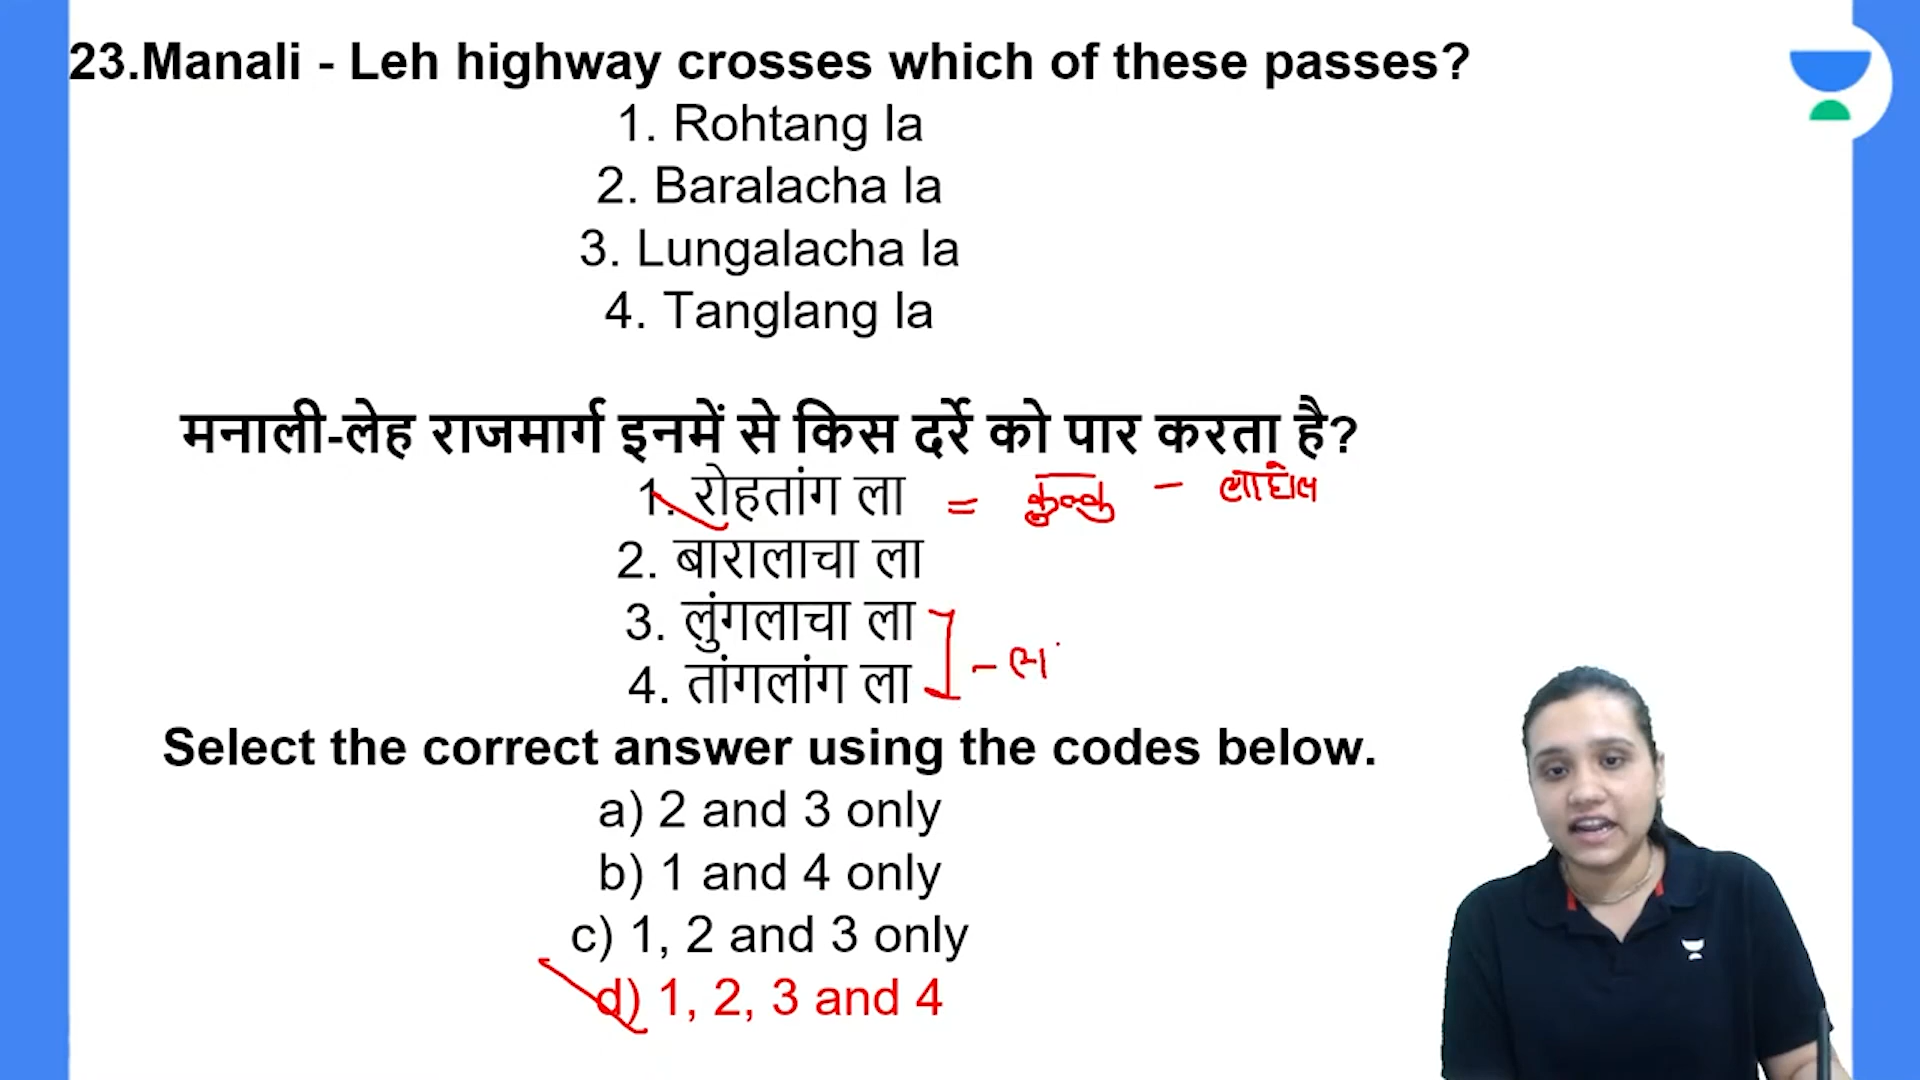 23.Manali - Leh highway crosses which of these passes?
1. Rohtang la
2. Baralacha la
3. Lungalacha la
4. Tanglang la
मनाली-लेह राजमार्ग इनमें से किस दर्रे को पार करता है?
1. रोहतांग ला =
2. बारालाचा ला
3. लुंगलाचा ला
4. तांगलांग ला
Select the correct answer using the codes below.
a) 2 and 3 only
b) 1 and 4 only
c) 1, 2 and 3 only
d) 1, 2, 3 and 4